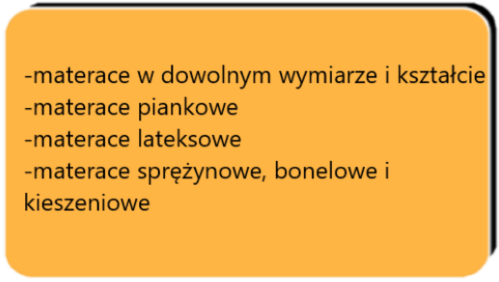 -materace w dowolnym wymiarze i kształcie
-materace piankowe
-materace lateksowe
-materace sprężynowe, bonelowe i
kieszeniowe